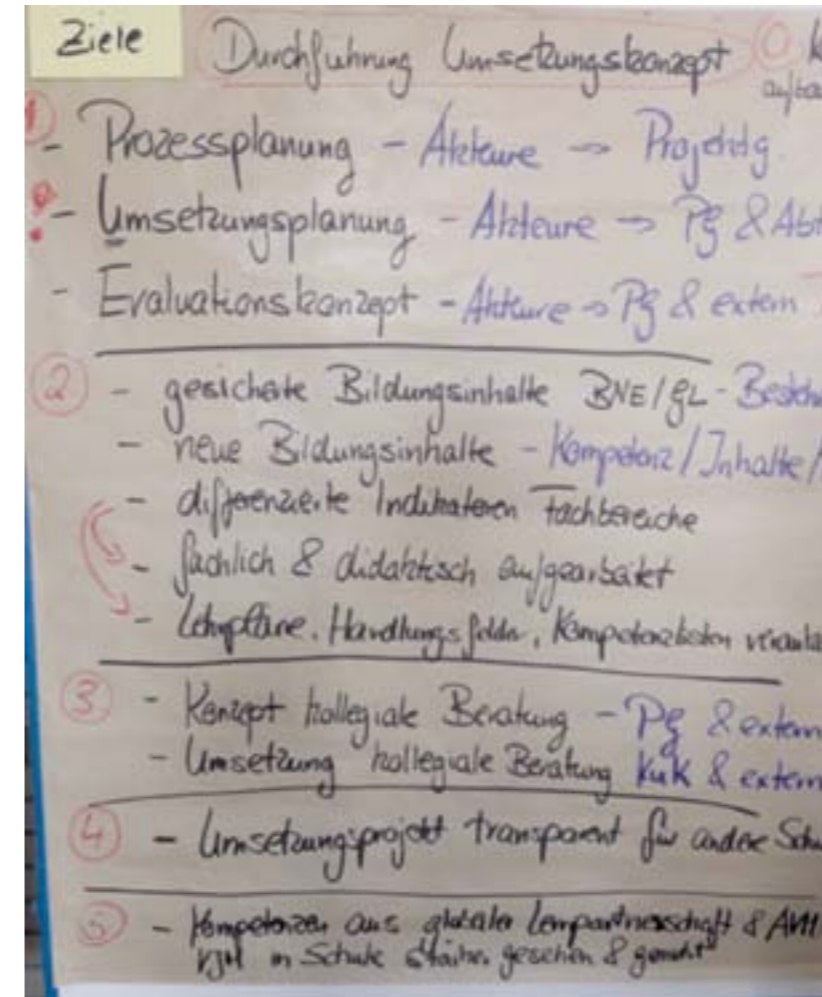 Ziele Durchführung Umsetzungskonzept
1
- Prozessplanung - Akteure → Projektg.
- Umsetzungsplanung - Akteure → Pg & Abt
- Evaluationskonzept - Akteure → Pg & extern
2 - gesicherte Bildungsinhalte BNE/GL -
- neue Bildungsinhalte - Kompetenz/Inhalte/
- differenzierte Indikatoren Fachbereiche
- fachlich & didaktisch aufgearbeitet
- Lehrpläne, Handlungsfelder,
3 - Konzept kollegiale Beratung - Pg & extern
- Umsetzung kollegiale Beratung KuK & extern
4 - Umsetzungsprojekt transparent für andere Schu
5 - Kompetenzen aus globaler Lernpartnerschaft &
in Schule stärker gesehen & genutzt